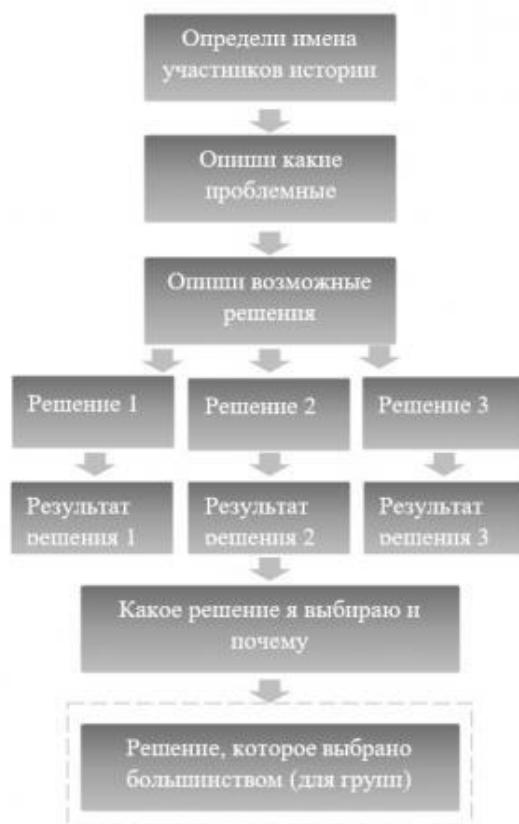 Определи имена
участников истории
Опиши какие
проблемные
Опиши возможные
решения
Решение 1
Решение 2
Решение 3
Результат
решения 1
Результат
решения 2
Результат
решения 3
Какое решение я выбираю и
почему
Решение, которое выбрано
большинством (для групп)